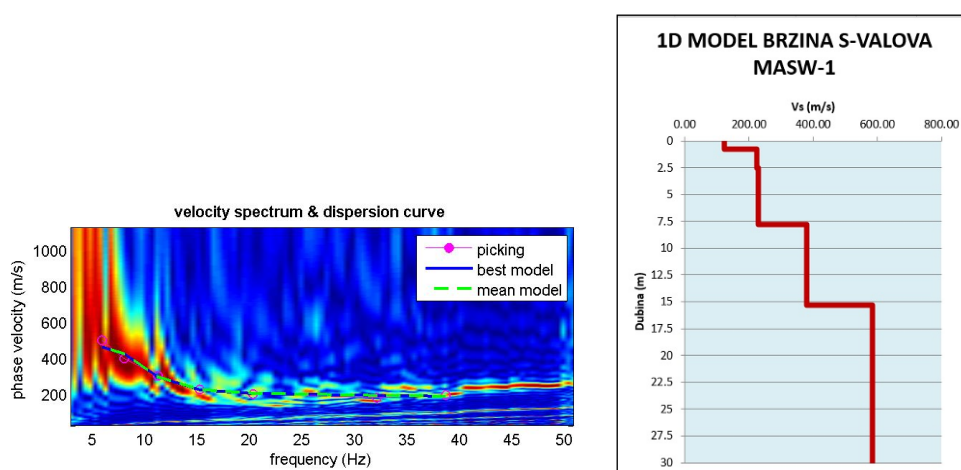 velocity spectrum & dispersion curve
phase velocity (m/s)
1000
800
600
400
200
picking
best model
mean model
5 10 15 20 25 30 35 40 45 50
frequency (Hz)
1D MODEL BRZINA S-VALOVA
MASW-1
Vs (m/s)
0.00 200.00 400.00 600.00 800.00
Dubina (m)
0
2.5
5
7.5
10
12.5
15
17.5
20
22.5
25
27.5
30